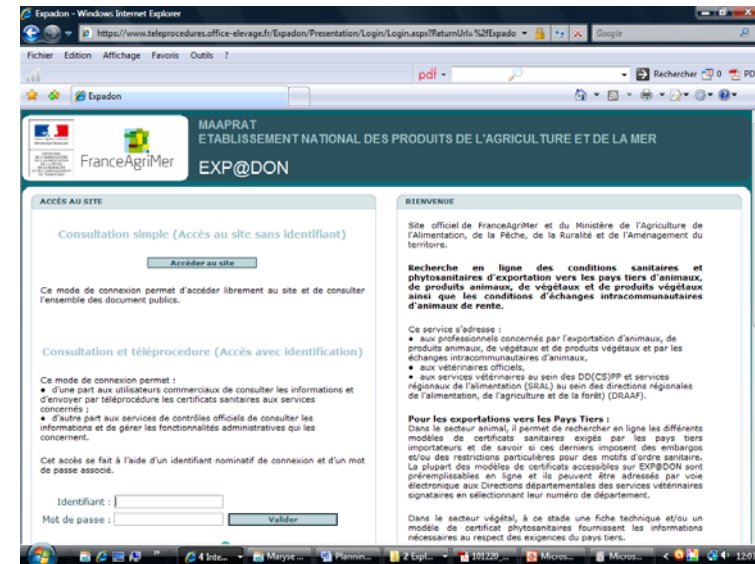 Expadon - Windows Internet Explorer
https://www.teleprocedures.office-elevage.fr/Expadon/Presentation/Login/Login.aspx?ReturnUrl=%2fExpado
Google
Fichier Edition Affichage Favoris Outils ?
pdf - Rechercher 0 PD
Expadon
FranceAgriMer
MAAPRAT
ETABLISSEMENT NATIONAL DES PRODUITS DE L'AGRICULTURE ET DE LA MER
EXP@DON
ACCÈS AU SITE
Consultation simple (Accès au site sans identifiant)
Accéder au site
Ce mode de connexion permet d'accéder librement au site et de consulter
l'ensemble des document publics.
Consultation et téléprocedure (Accès avec identification)
Ce mode de connexion permet :
• d'une part aux utilisateurs commerciaux de consulter les informations et
d'envoyer par téléprocédure les certificats sanitaires aux services
concernés ;
• d'autre part aux services de contrôles officiels de consulter les
informations et de gérer les fonctionnalités administratives qui les
concernent.
Cet accès se fait à l'aide d'un identifiant nominatif de connexion et d'un mot
de passe associé.
Identifiant :
Mot de passe : Valider
BIENVENUE
Site officiel de FranceAgriMer et du Ministère de l'Agriculture de
l'Alimentation, de la Pêche, de la Ruralité et de l'Aménagement du
territoire.
Recherche en ligne des conditions sanitaires et
phytosanitaires d'exportation vers les pays tiers d'animaux,
de produits animaux, de végétaux et de produits végétaux
ainsi que les conditions d'échanges intracommunautaires
d'animaux de rente.
Ce service s'adresse :
• aux professionnels concernés par l'exportation d'animaux, de
produits animaux, de végétaux et de produits végétaux et par les
échanges intracommunautaires d'animaux,
• aux vétérinaires officiels,
• aux services vétérinaires au sein des DD(CS)PP et services
régionaux de l'alimentation (SRAL) au sein des directions régionales
de l'alimentation, de l'agriculture et de la forêt) (DRAAF).
Pour les exportations vers les Pays Tiers :
Dans le secteur animal, il permet de rechercher en ligne les différents
modèles de certificats sanitaires exigés par les pays tiers
importateurs et de savoir si ces derniers imposent des embargos
et/ou des restrictions particulières pour des motifs d'ordre sanitaire.
La plupart des modèles de certificats accessibles sur EXP@DON sont
préremplissables en ligne et ils peuvent être adressés par voie
électronique aux Directions départementales des services vétérinaires
signataires en sélectionnant leur numéro de département.
Dans le secteur végétal, à ce stade une fiche technique et/ou un
modèle de certificat phytosanitaires fournissent les informations
nécessaires au respect des exigences du pays tiers.
4 Inte... Maryse ... Plannin... 2 Expl... 101220_... Micros... Micros... 12:07